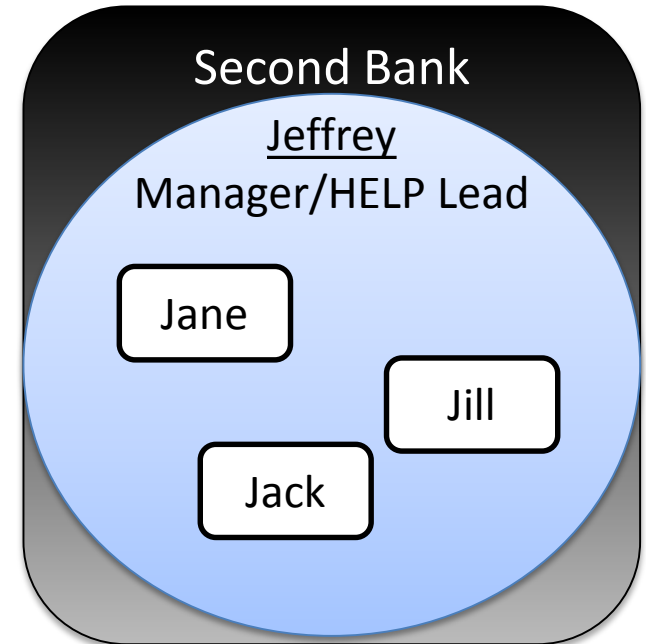 Second Bank
Jeffrey
Manager/HELP Lead
Jane
Jill
Jack